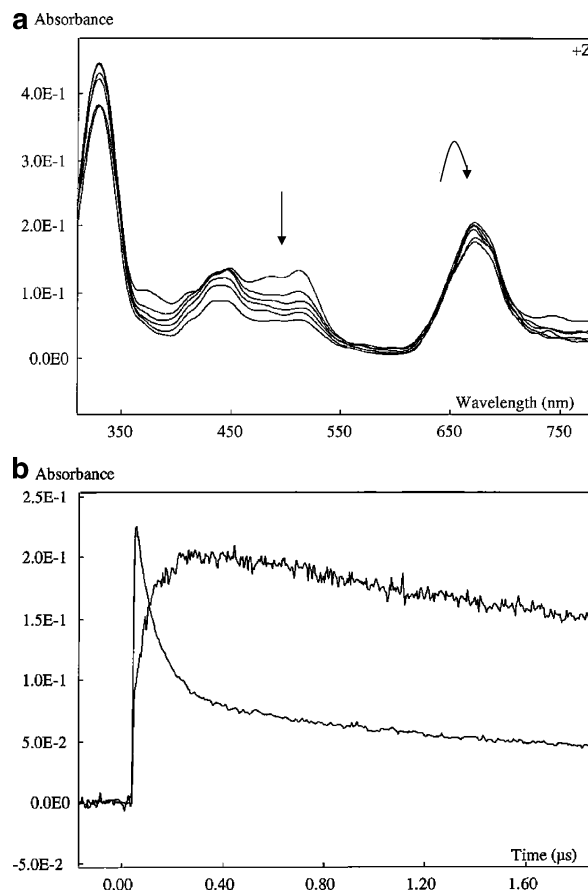 a Absorbance
+Z
4.0E-1
3.0E-1
2.0E-1
1.0E-1
0.0E0
Wavelength (nm)
350 450 550 650 750
b Absorbance
2.5E-1
2.0E-1
1.5E-1
1.0E-1
5.0E-2
0.0E0
Time (μs)
-5.0E-2
0.00 0.40 0.80 1.20 1.60